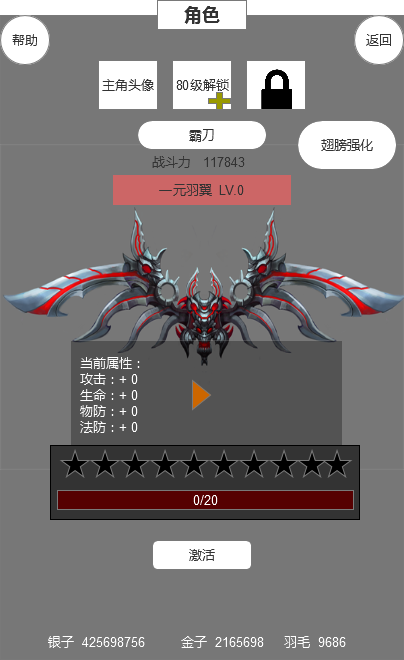 角色
帮助
返回
主角头像
80级解锁
霸刀
翅膀强化
战斗力 117843
一元羽翼 LV.0
当前属性：
攻击：+ 0
生命：+ 0
物防：+ 0
法防：+ 0
0/20
激活
银子 425698756 金子 2165698 羽毛 9686